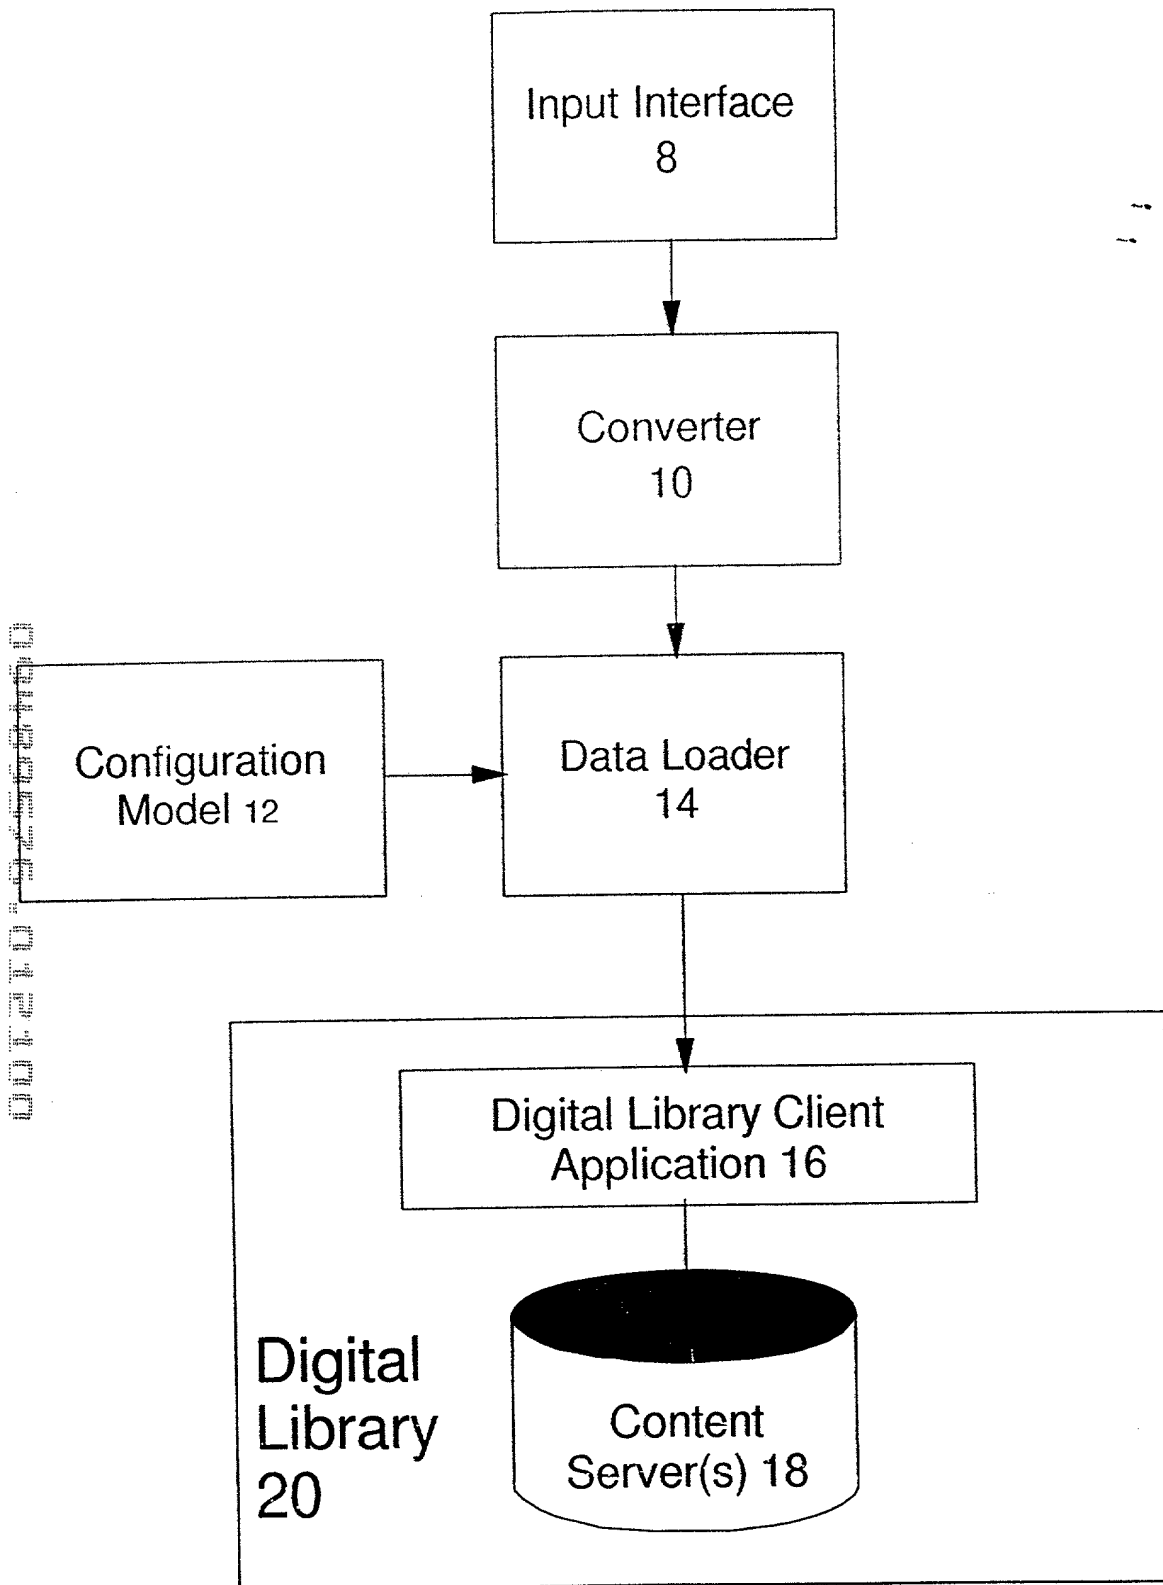 Input Interface
8
Converter
10
Configuration
Model 12
Data Loader
14
Digital Library Client
Application 16
Digital
Library
20
Content
Server(s) 18